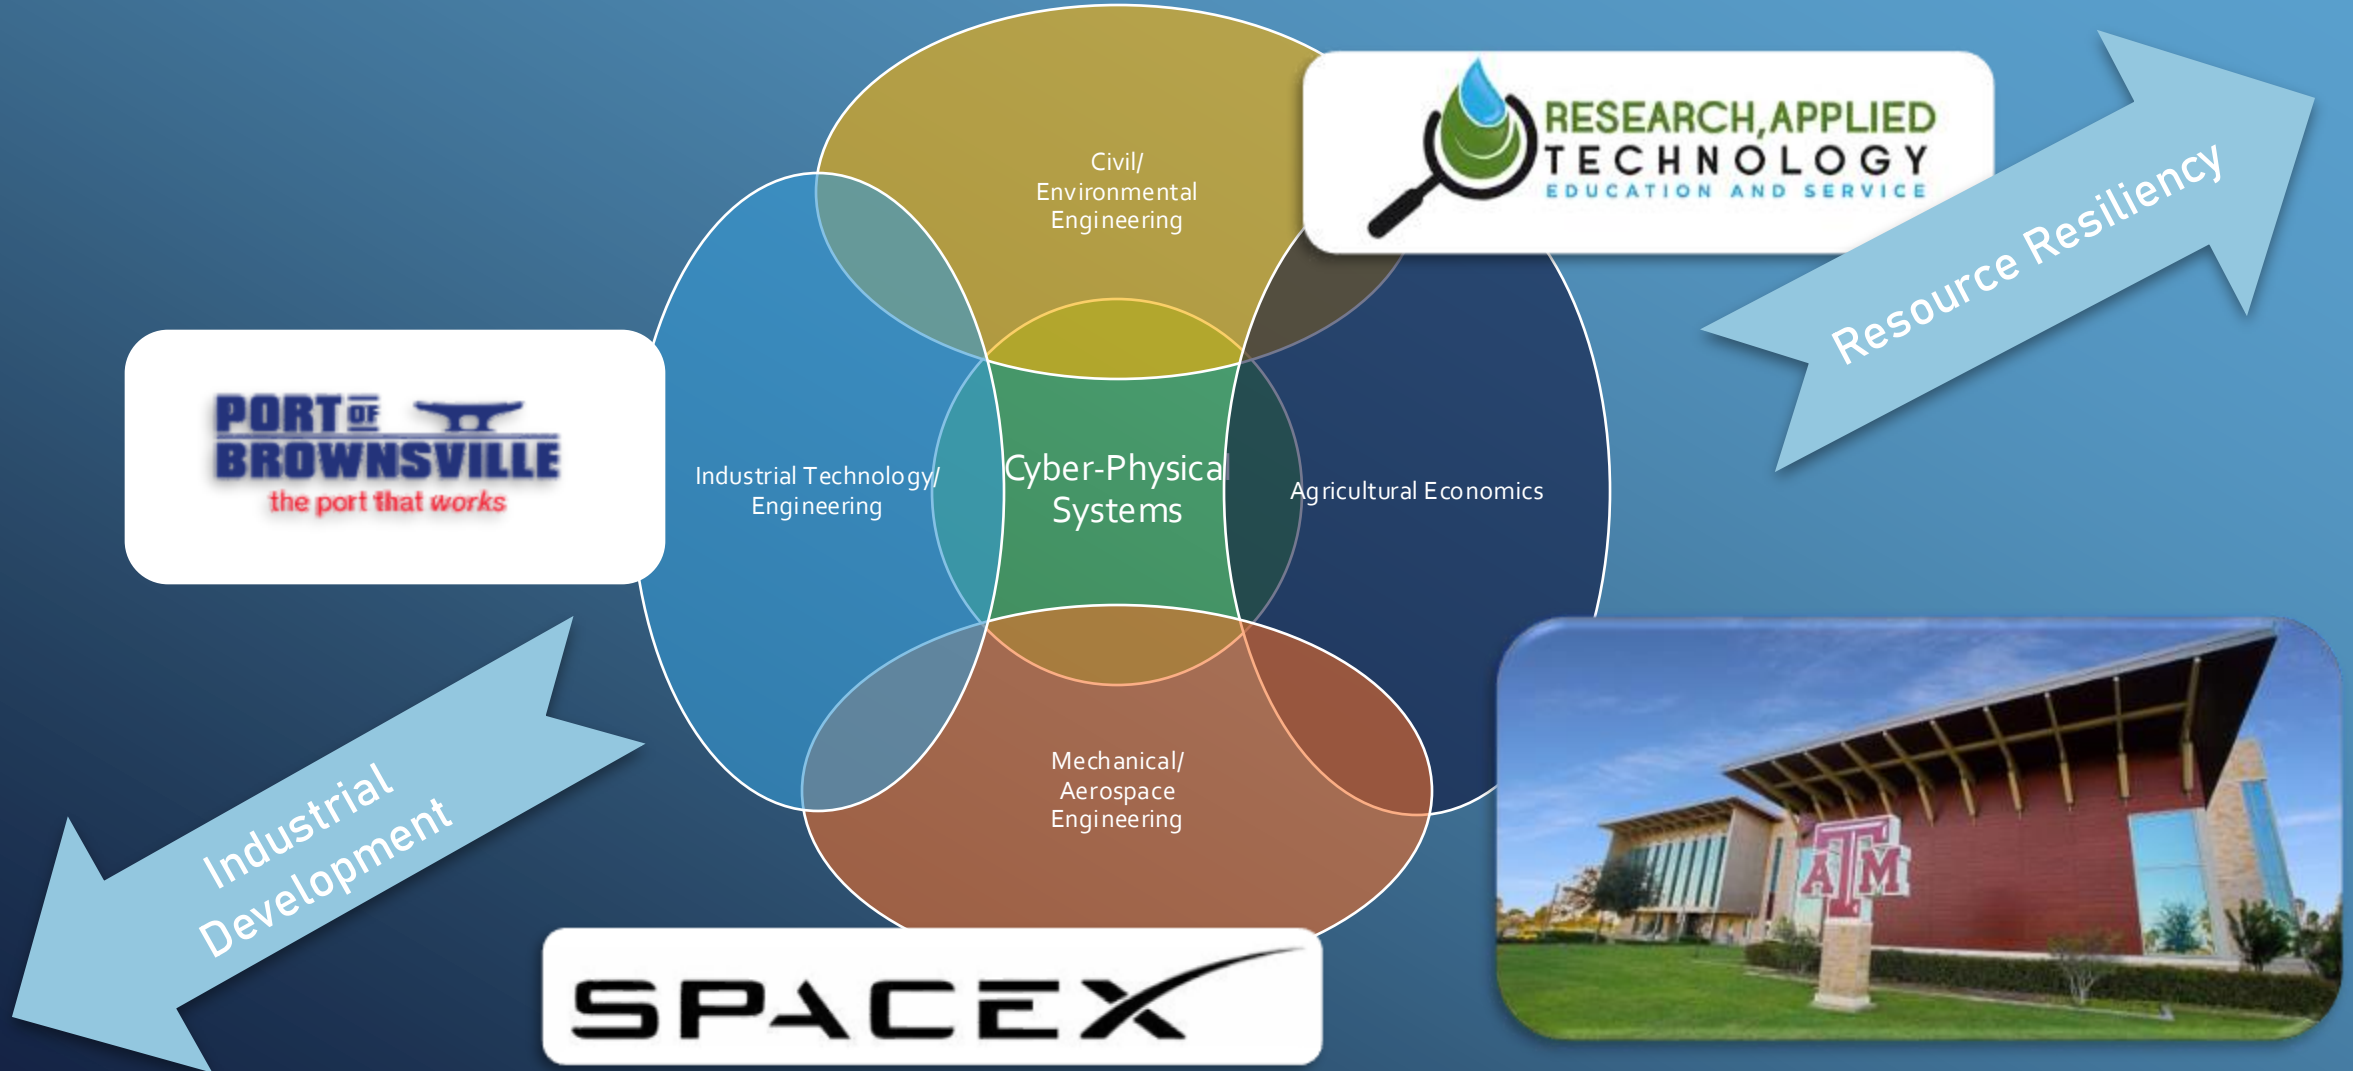 Civil/
Environmental
Engineering
RESEARCH, APPLIED
TECHNOLOGY
EDUCATION AND SERVICE
Resource Resiliency
PORT OF
BROWNSVILLE
the port that works
Industrial Technology/
Engineering
Cyber-Physical
Systems
Agricultural Economics
Mechanical/
Aerospace
Engineering
Industrial
Development
ATM
SPACEX